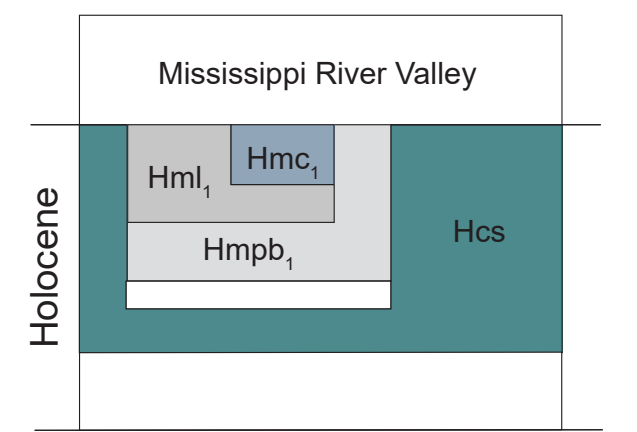 Mississippi River Valley
Hmc₁
Hml₁
Hcs
Hmpb₁
Holocene